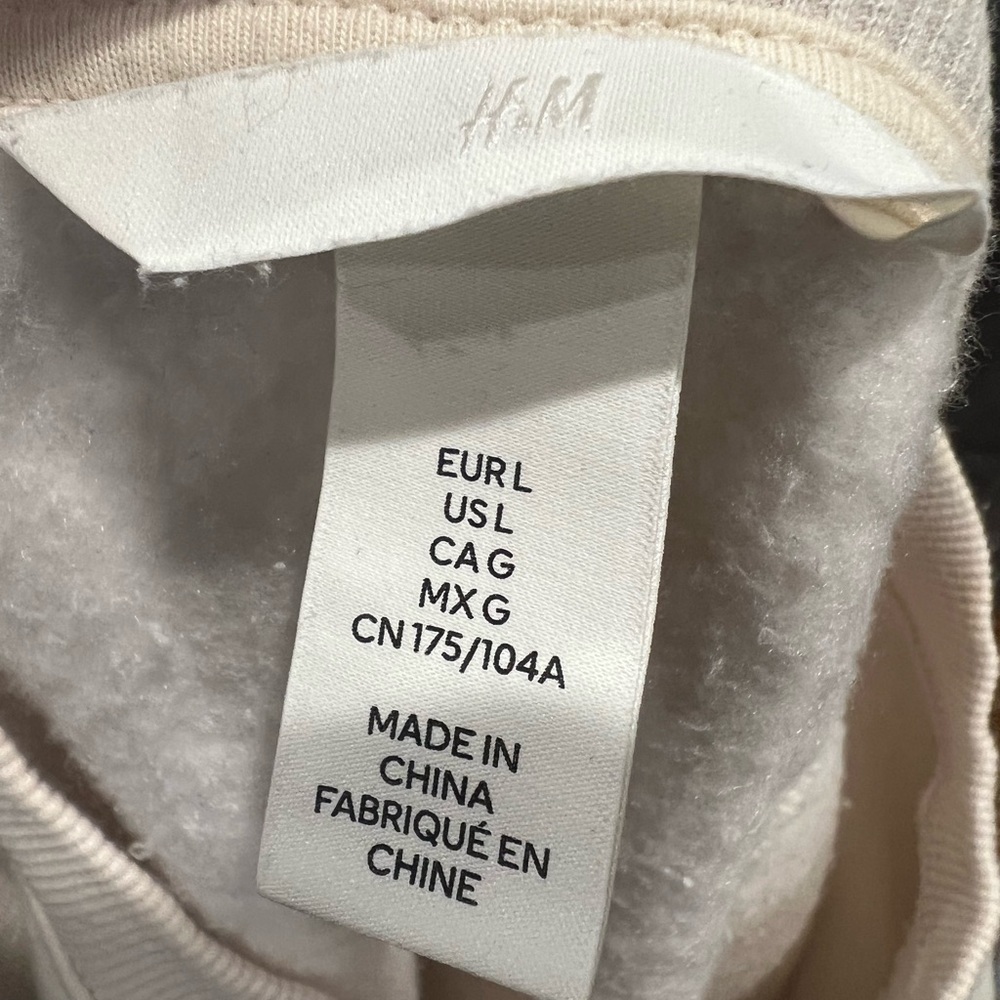 H&M
EUR L
US L
CA G
MX G
CN 175/104A
MADE IN
CHINA
FABRIQUÉ EN
CHINE